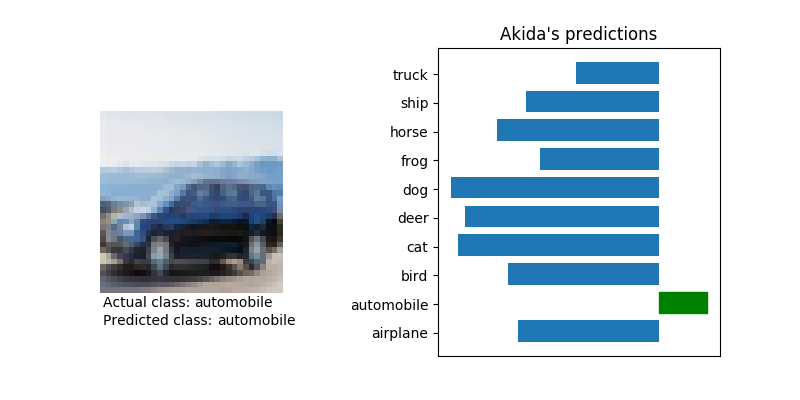 Akida's predictions
truck
ship
horse
frog
dog
deer
cat
bird
automobile
airplane
Actual class: automobile
Predicted class: automobile